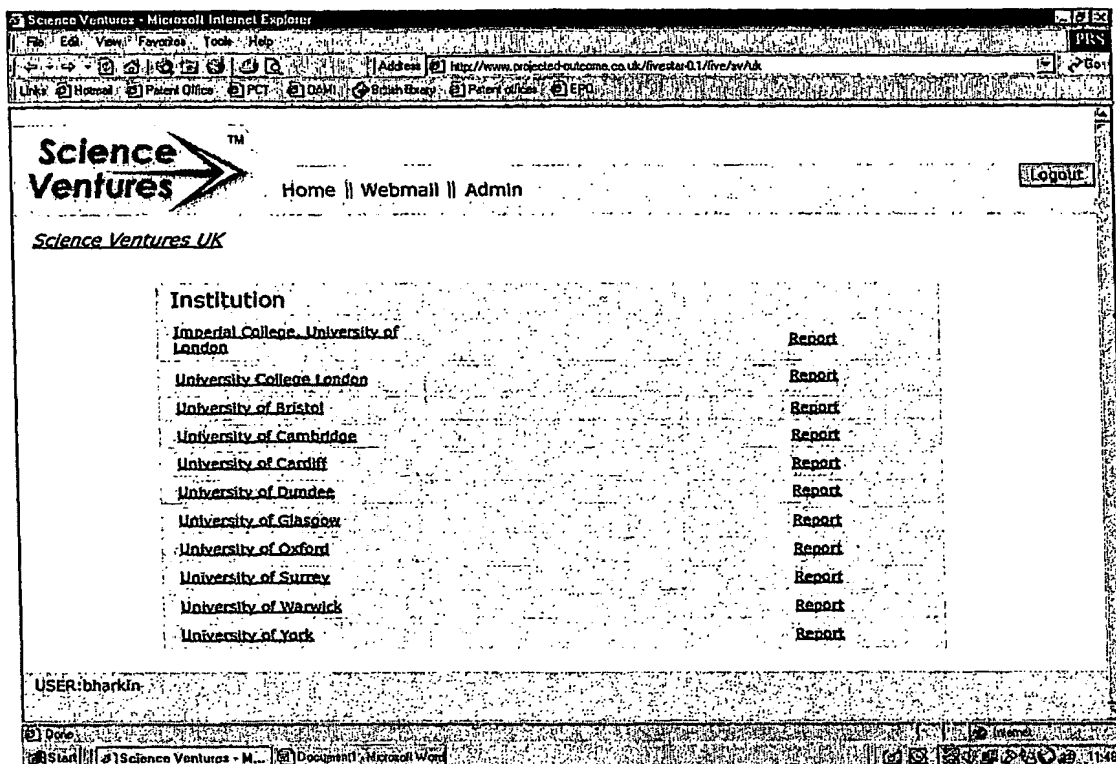 Science Ventures - Microsoft Internet Explorer
File Edit View Favorites Tools Help
PRS
Address http://www.projected-outcome.co.uk/fivestar-0.1/live/sv/uk Go
Links Hotmail Patent Office PCT British library Patent offices EPO
Science Ventures TM
Home || Webmail || Admin
Logout
Science Ventures UK
Institution
Imperial College, University of London Report
University College London Report
University of Bristol Report
University of Cambridge Report
University of Cardiff Report
University of Dundee Report
University of Glasgow Report
University of Oxford Report
University of Surrey Report
University of Warwick Report
University of York Report
USER:bharkin
Done Internet
Start Science Ventures - M... Document1 - Microsoft Word